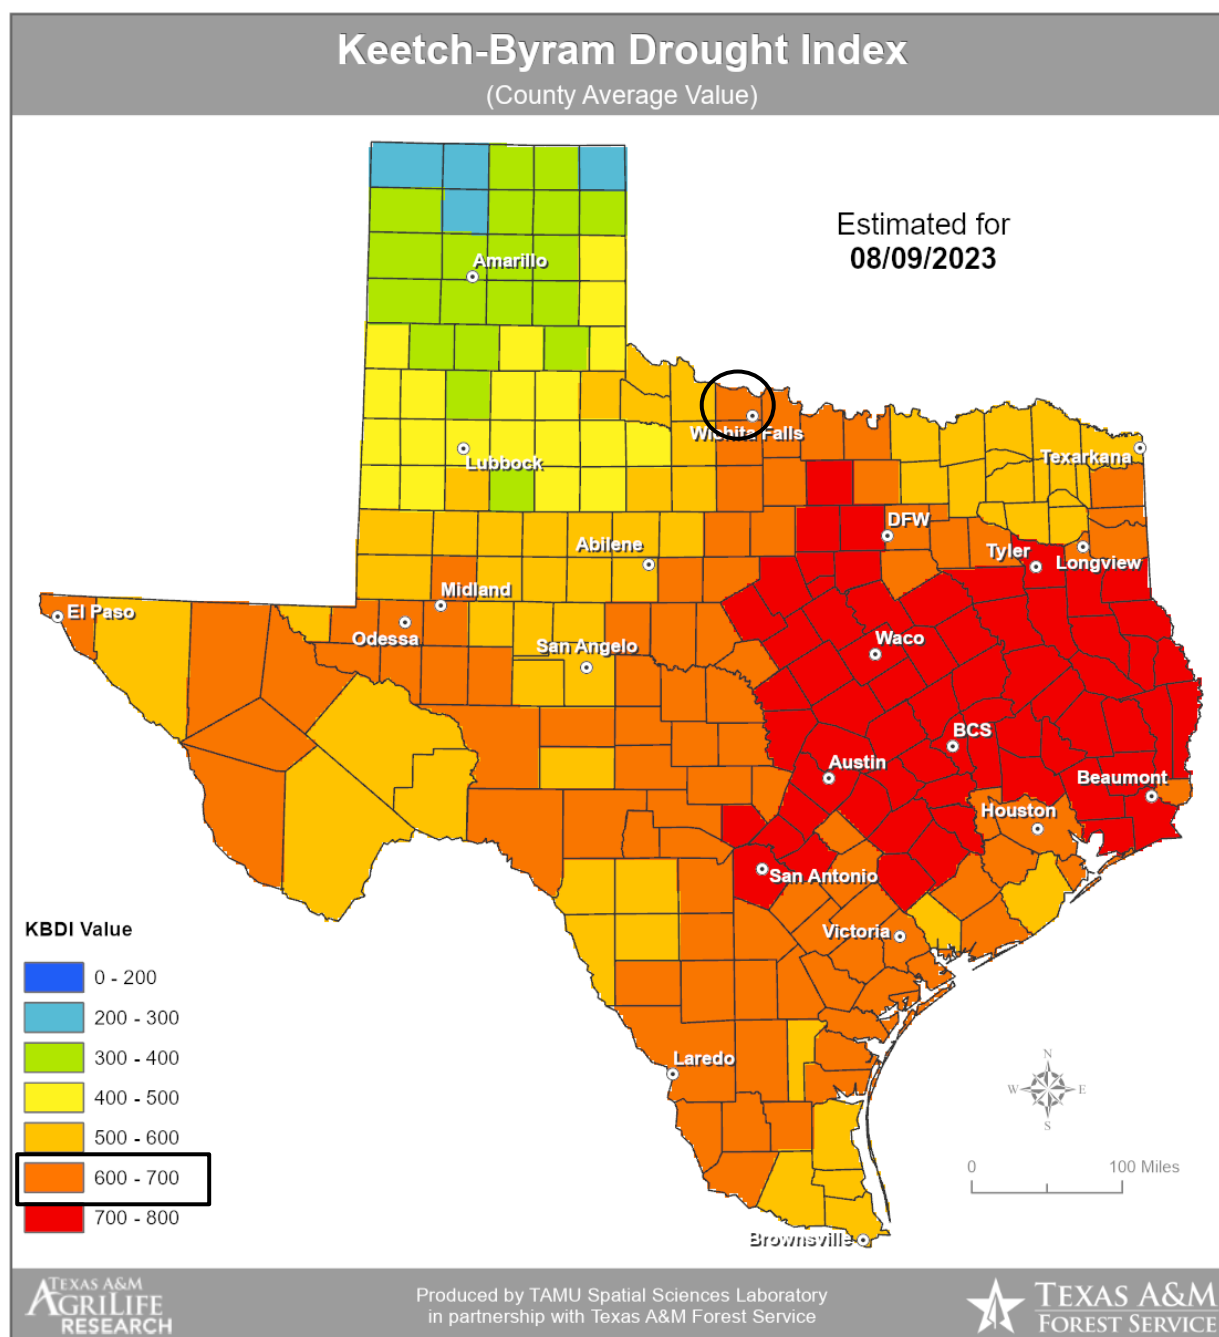 Keetch-Byram Drought Index
(County Average Value)
Estimated for
08/09/2023
Amarillo
Wichita Falls
Lubbock
Texarkana
DFW
Abilene
Tyler
Longview
Midland
El Paso
Odessa
Waco
San Angelo
BCS
Austin
Beaumont
Houston
San Antonio
Victoria
Laredo
Brownsville
KBDI Value
0 - 200
200 - 300
300 - 400
400 - 500
500 - 600
600 - 700
700 - 800
N
W E
S
0 100 Miles
TEXAS A&M
AGRILIFE
RESEARCH
Produced by TAMU Spatial Sciences Laboratory
in partnership with Texas A&M Forest Service
TEXAS A&M
FOREST SERVICE